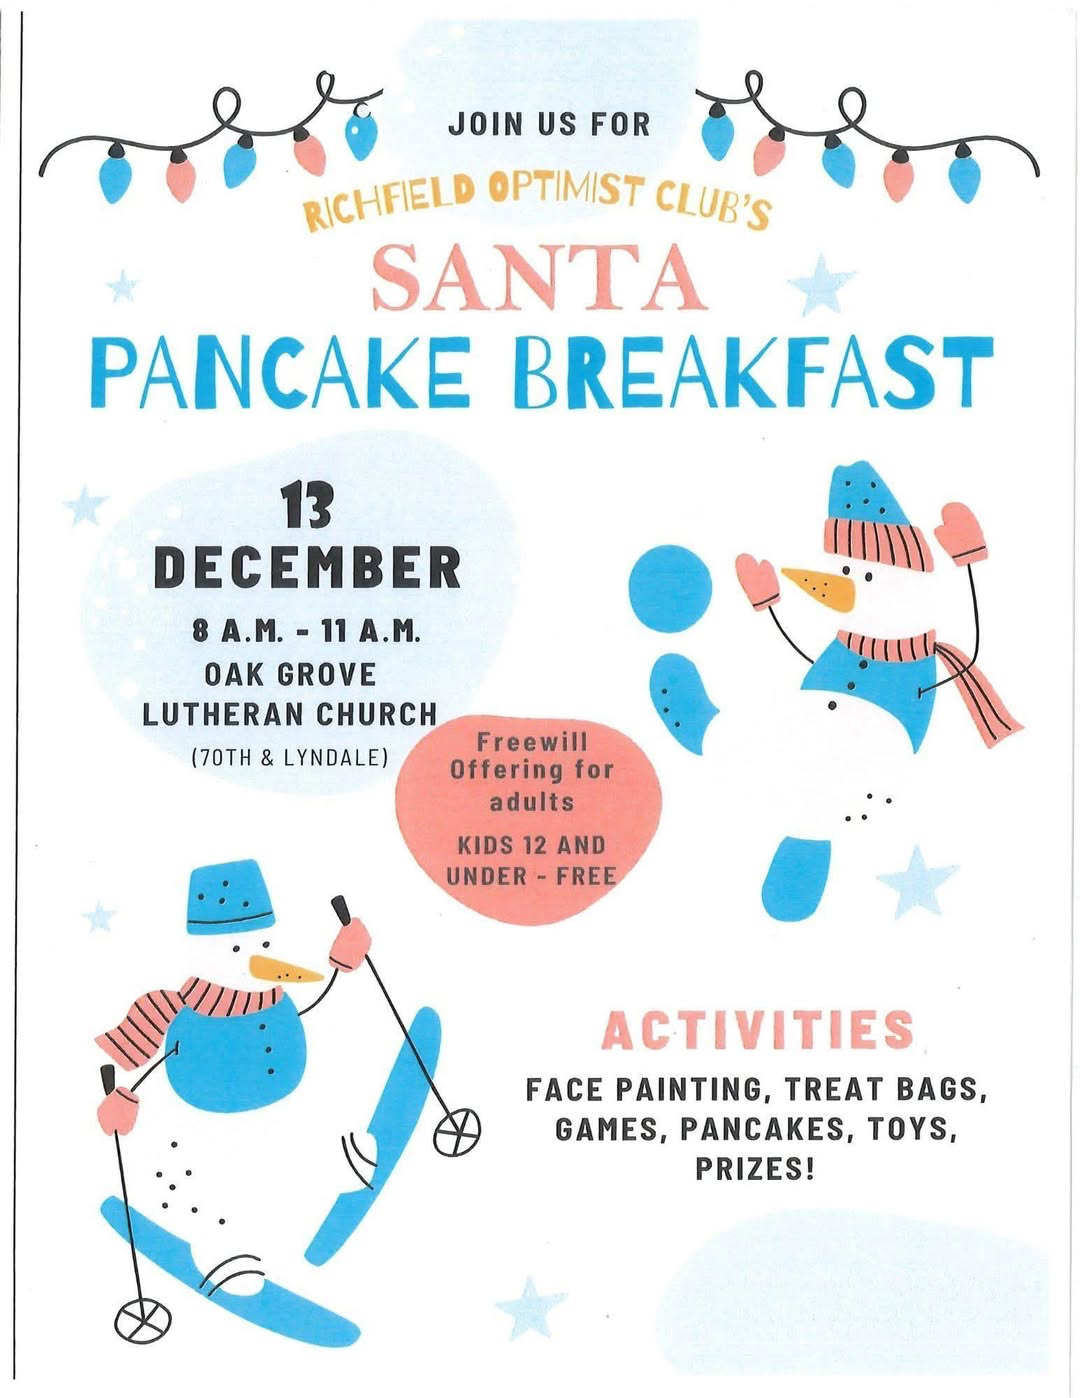 JOIN US FOR
RICHFIELD OPTIMIST CLUB'S
SANTA
PANCAKE BREAKFAST
13
DECEMBER
8 A.M. - 11 A.M.
OAK GROVE
LUTHERAN CHURCH
(70TH & LYNDALE)
Freewill
Offering for
adults
KIDS 12 AND
UNDER - FREE
ACTIVITIES
FACE PAINTING, TREAT BAGS,
GAMES, PANCAKES, TOYS,
PRIZES!